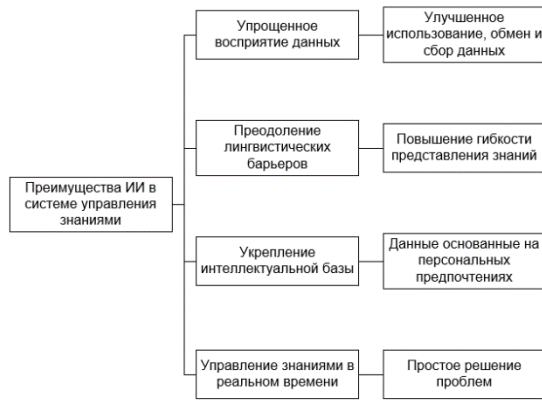 Упрощенное
восприятие данных
Улучшенное
использование, обмен и
сбор данных
Преодоление
лингвистических
барьеров
Повышение гибкости
представления знаний
Преимущества ИИ в
системе управления
знаниями
Укрепление
интеллектуальной базы
Данные основанные на
персональных
предпочтениях
Управление знаниями в
реальном времени
Простое решение
проблем